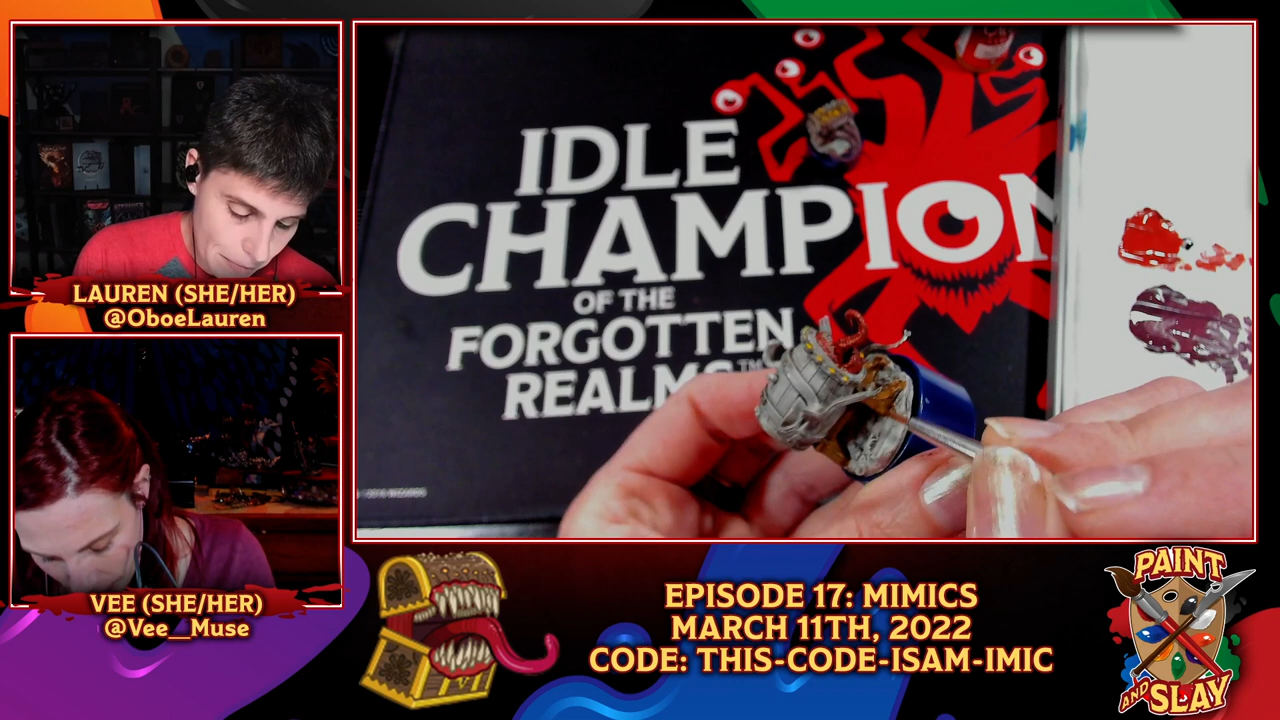 IDLE
CHAMPION
OF THE
FORGOTTEN
REALMS™
LAUREN (SHE/HER)
@OboeLauren
VEE (SHE/HER)
@Vee__Muse
EPISODE 17: MIMICS
MARCH 11TH, 2022
CODE: THIS-CODE-ISAM-IMIC
PAINT
AND SLAY